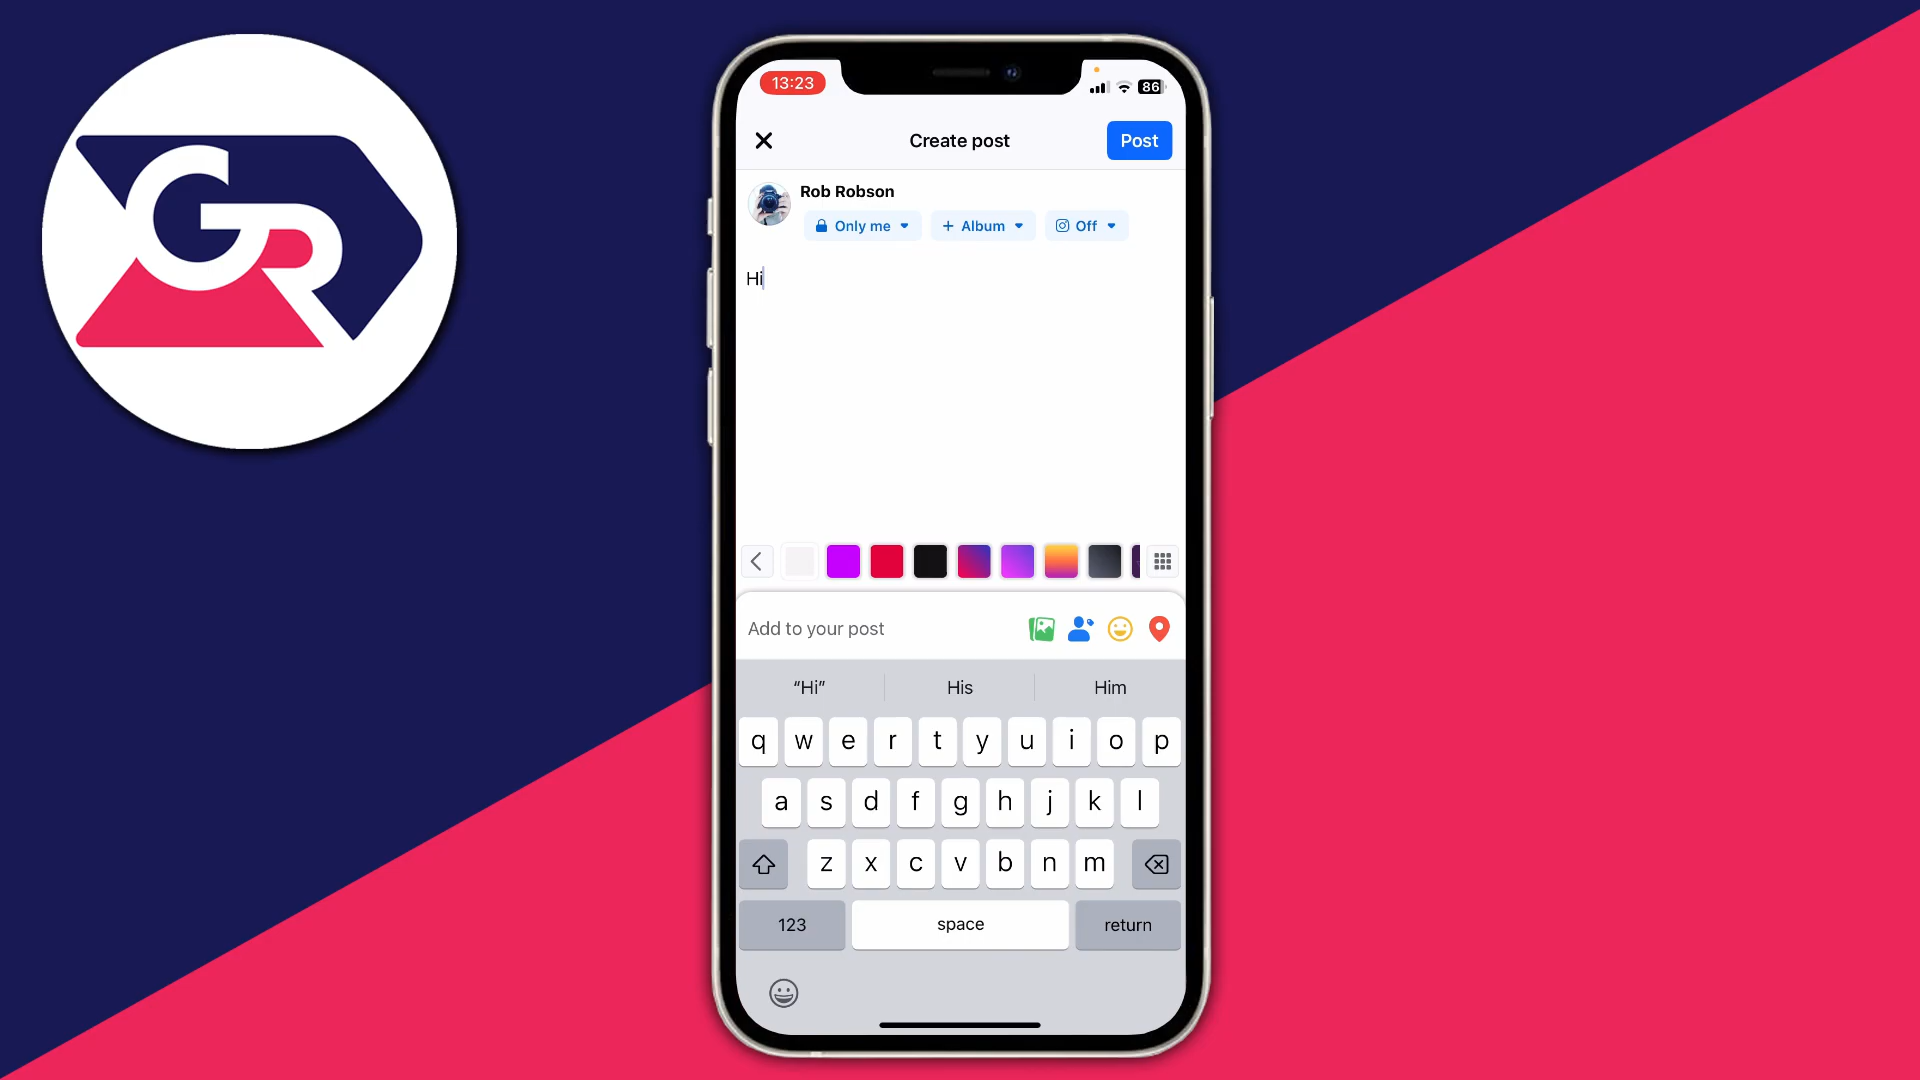 GR
13:23
86
Create post
Post
Rob Robson
Only me
+ Album
Off
Hi
Add to your post
“Hi” His Him
q w e r t y u i o p
a s d f g h j k l
z x c v b n m
123 space return